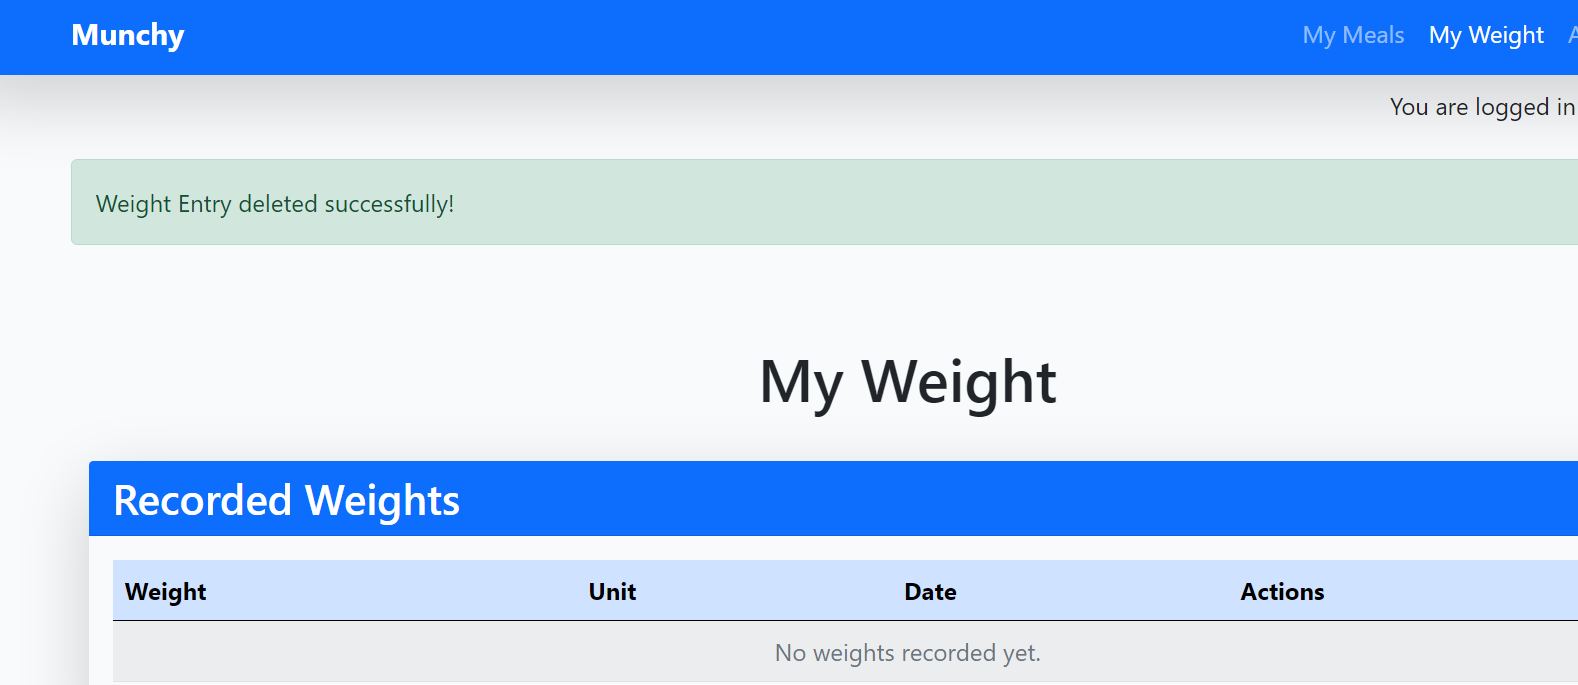 Munchy
My Meals My Weight
You are logged in
Weight Entry deleted successfully!
My Weight
Recorded Weights
Weight Unit Date Actions
No weights recorded yet.